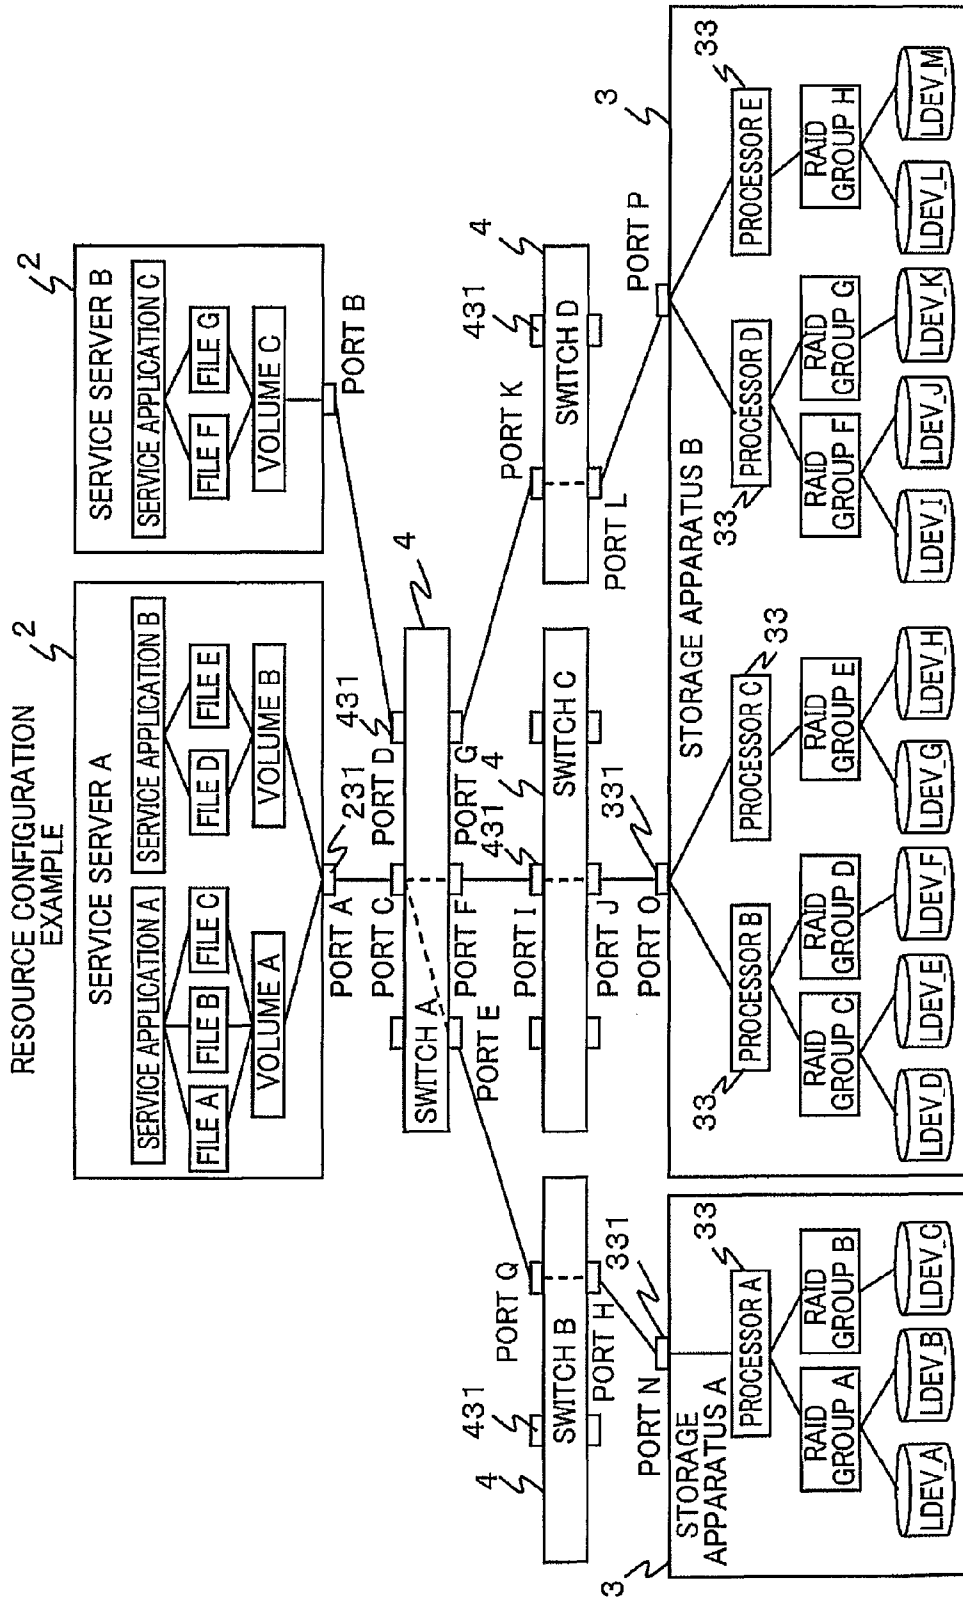 RESOURCE CONFIGURATION
EXAMPLE
SERVICE SERVER A
2
SERVICE APPLICATION A
SERVICE APPLICATION B
FILE A
FILE B
FILE C
FILE D
FILE E
VOLUME A
VOLUME B
SERVICE SERVER B
2
SERVICE APPLICATION C
FILE F
FILE G
VOLUME C
PORT A
231
PORT B
PORT C
PORT D
431
4
SWITCH A
PORT E
PORT F
PORT G
PORT Q
431
4
SWITCH B
PORT H
PORT I
431
4
SWITCH C
PORT J
PORT K
431
4
SWITCH D
PORT L
PORT N
331
PORT O
331
PORT P
3
STORAGE
APPARATUS A
33
PROCESSOR A
RAID
GROUP A
RAID
GROUP B
LDEV_A
LDEV_B
LDEV_C
3
STORAGE APPARATUS B
33
PROCESSOR B
33
PROCESSOR C
33
PROCESSOR D
33
PROCESSOR E
RAID
GROUP C
RAID
GROUP D
RAID
GROUP E
RAID
GROUP F
RAID
GROUP G
RAID
GROUP H
LDEV_D
LDEV_E
LDEV_F
LDEV_G
LDEV_H
LDEV_I
LDEV_J
LDEV_K
LDEV_L
LDEV_M